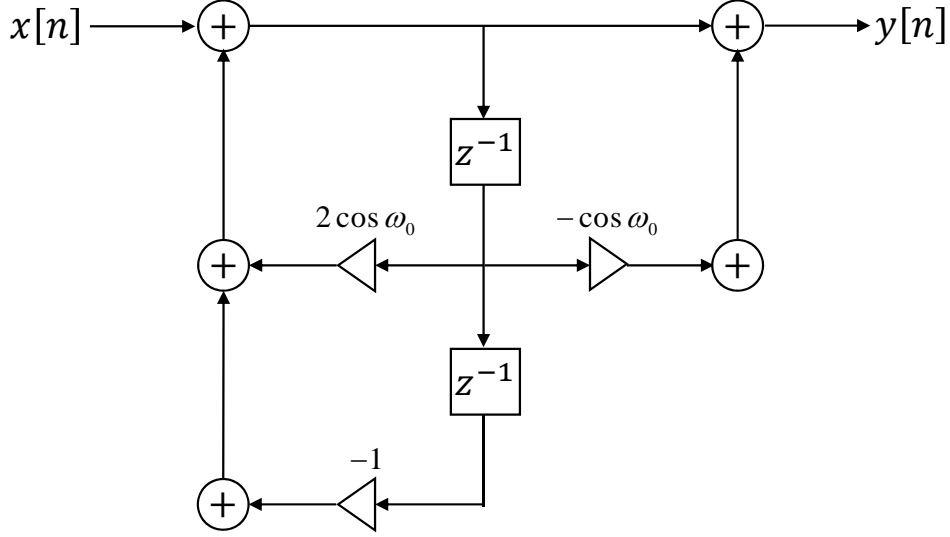 x[n] + + y[n]
z⁻¹
2 cos ω₀ − cos ω₀
+ +
z⁻¹
−1
+